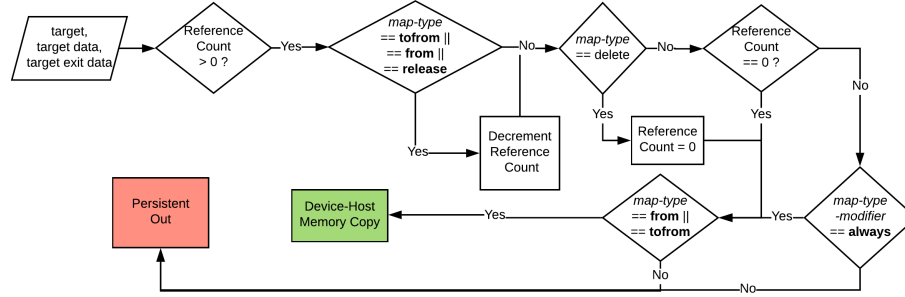 target,
target data,
target exit data
Reference
Count
> 0 ?
Yes
map-type
== tofrom ||
== from ||
== release
No
map-type
== delete
No
Reference
Count
== 0 ?
No
Yes
Decrement
Reference
Count
Yes
Reference
Count = 0
Yes
Persistent
Out
Device-Host
Memory Copy
Yes
map-type
== from ||
== tofrom
Yes
map-type
-modifier
== always
No
No